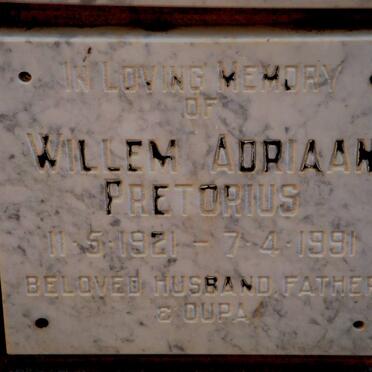 IN LOVING MEMORY
OF
WILLEM ADRIAAN
PRETORIUS
11·5·1921 – 7·4·1991
BELOVED HUSBAND, FATHER
& OUPA